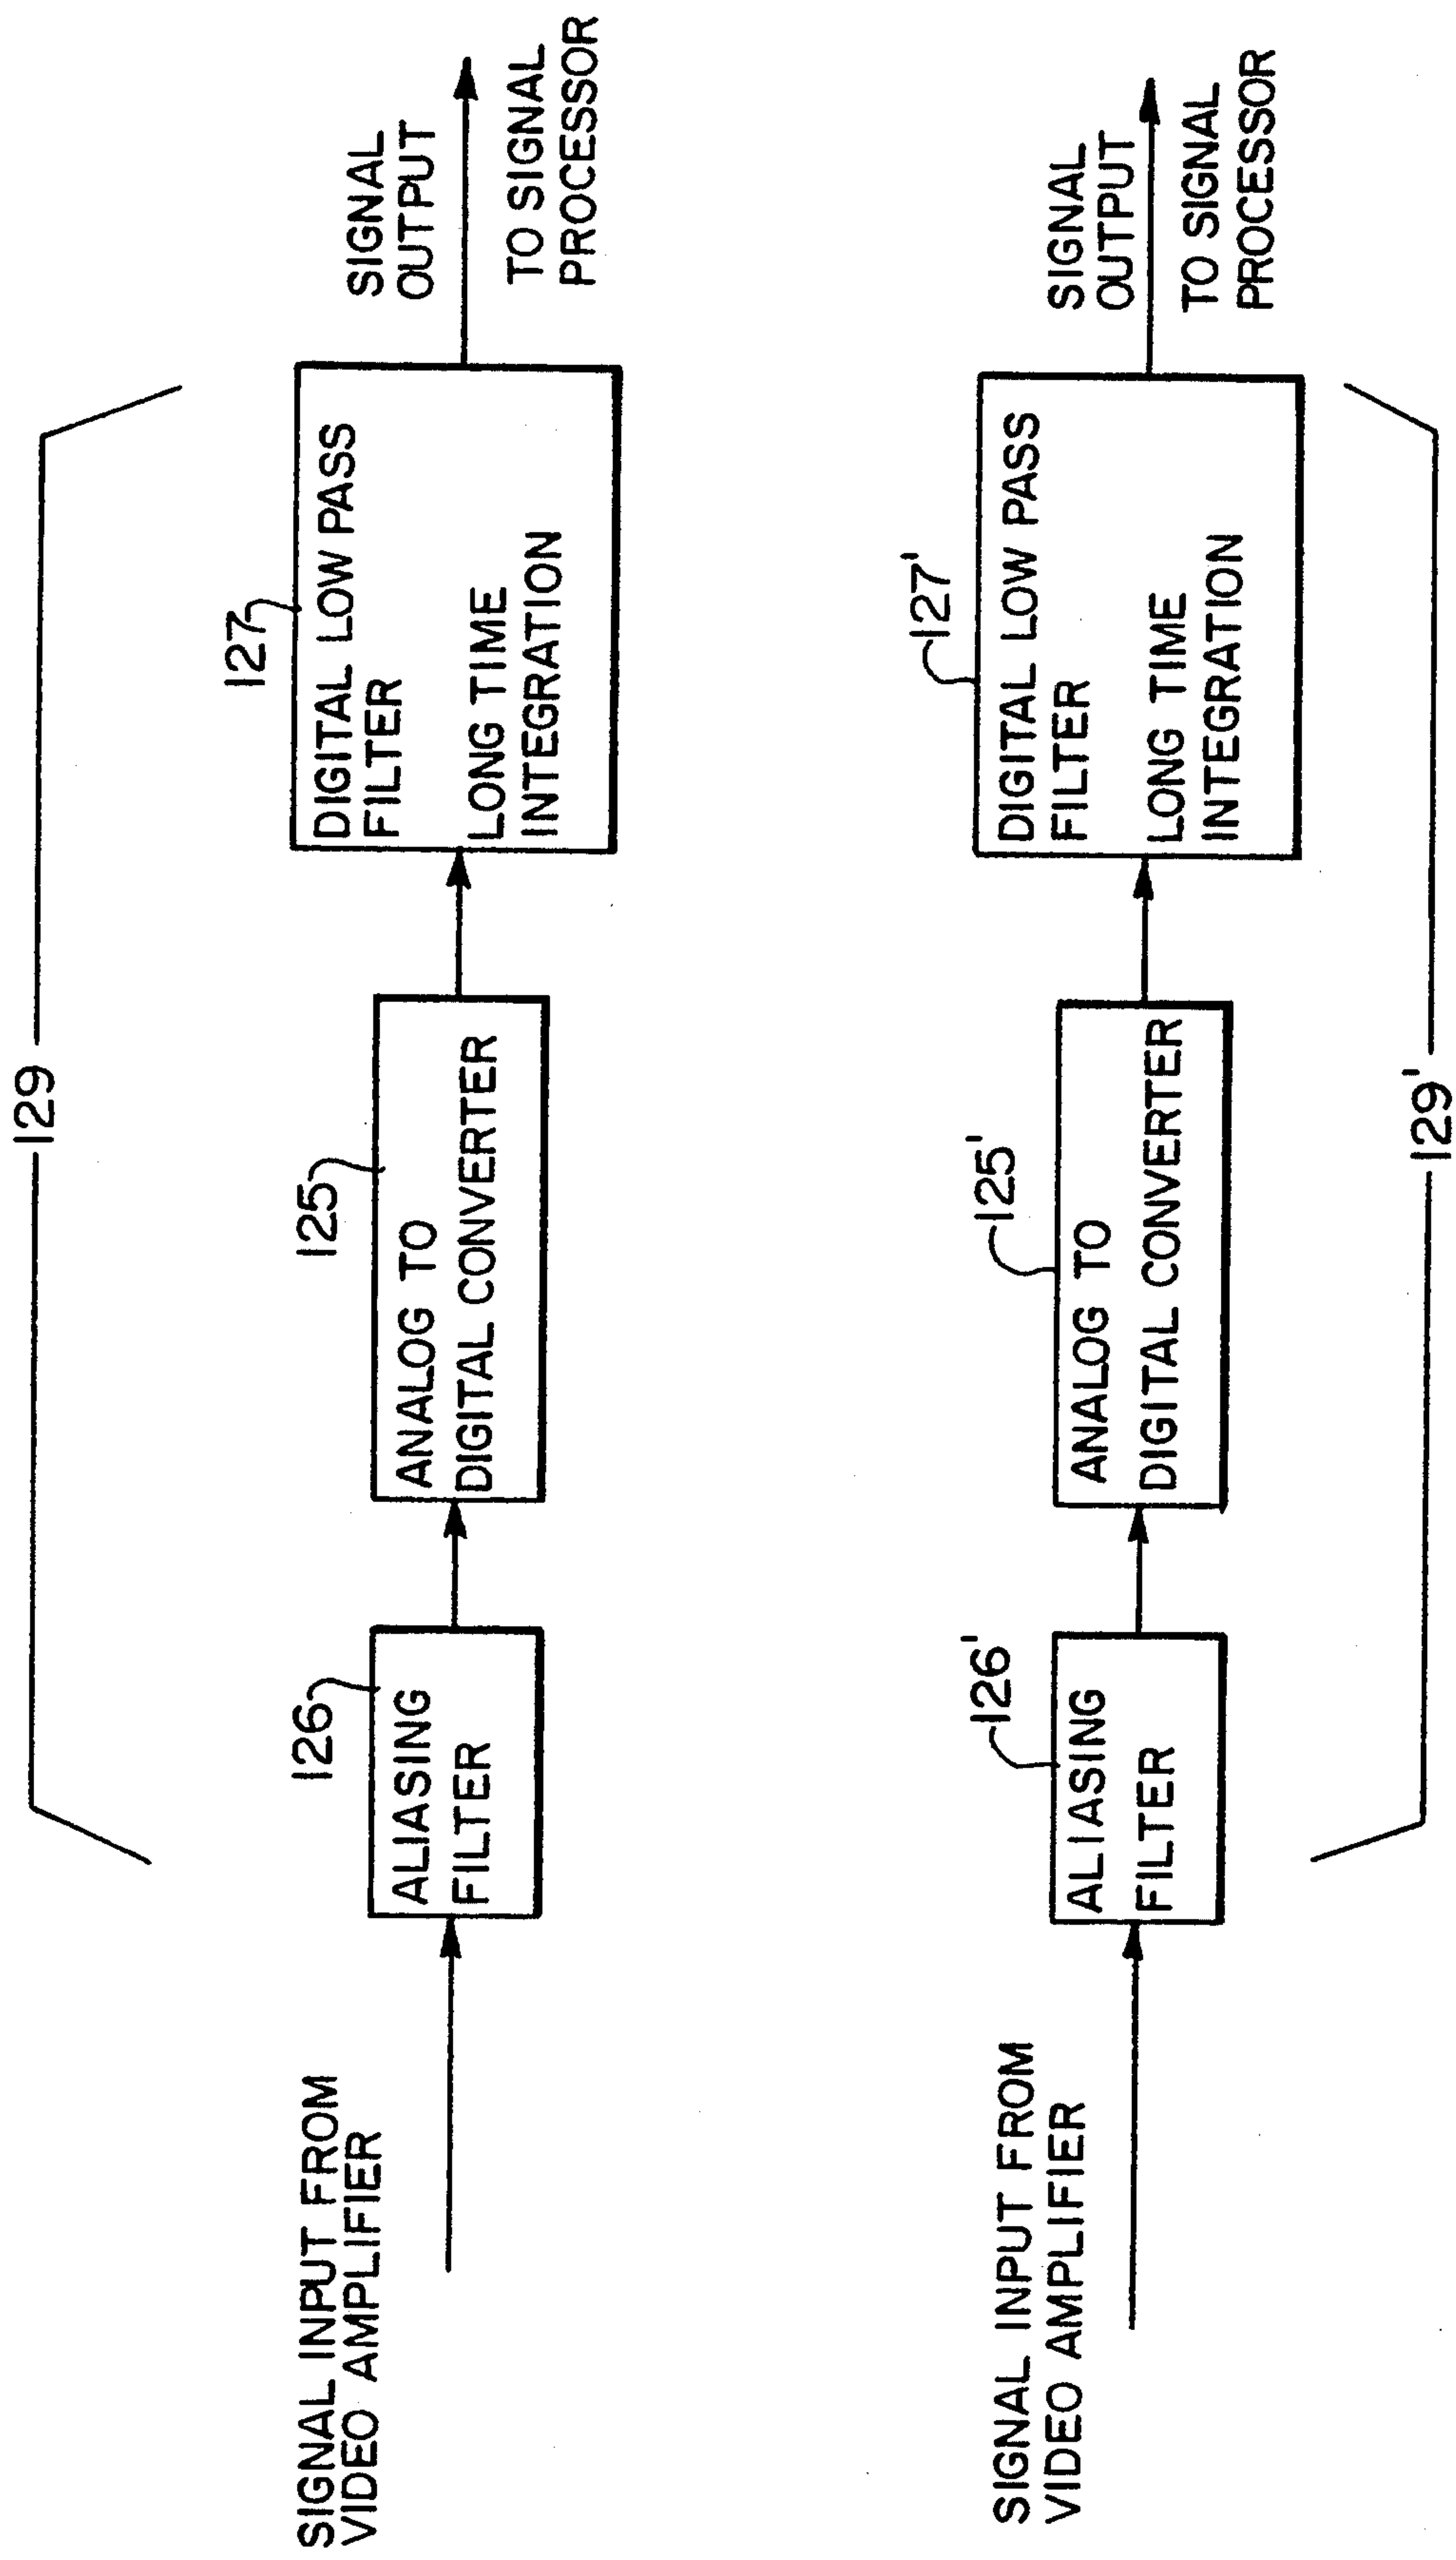 129
SIGNAL INPUT FROM
VIDEO AMPLIFIER
126
ALIASING
FILTER
125
ANALOG TO
DIGITAL CONVERTER
127
DIGITAL LOW PASS
FILTER
LONG TIME
INTEGRATION
SIGNAL
OUTPUT
TO SIGNAL
PROCESSOR
SIGNAL INPUT FROM
VIDEO AMPLIFIER
126'
ALIASING
FILTER
125'
ANALOG TO
DIGITAL CONVERTER
127'
DIGITAL LOW PASS
FILTER
LONG TIME
INTEGRATION
SIGNAL
OUTPUT
TO SIGNAL
PROCESSOR
129'